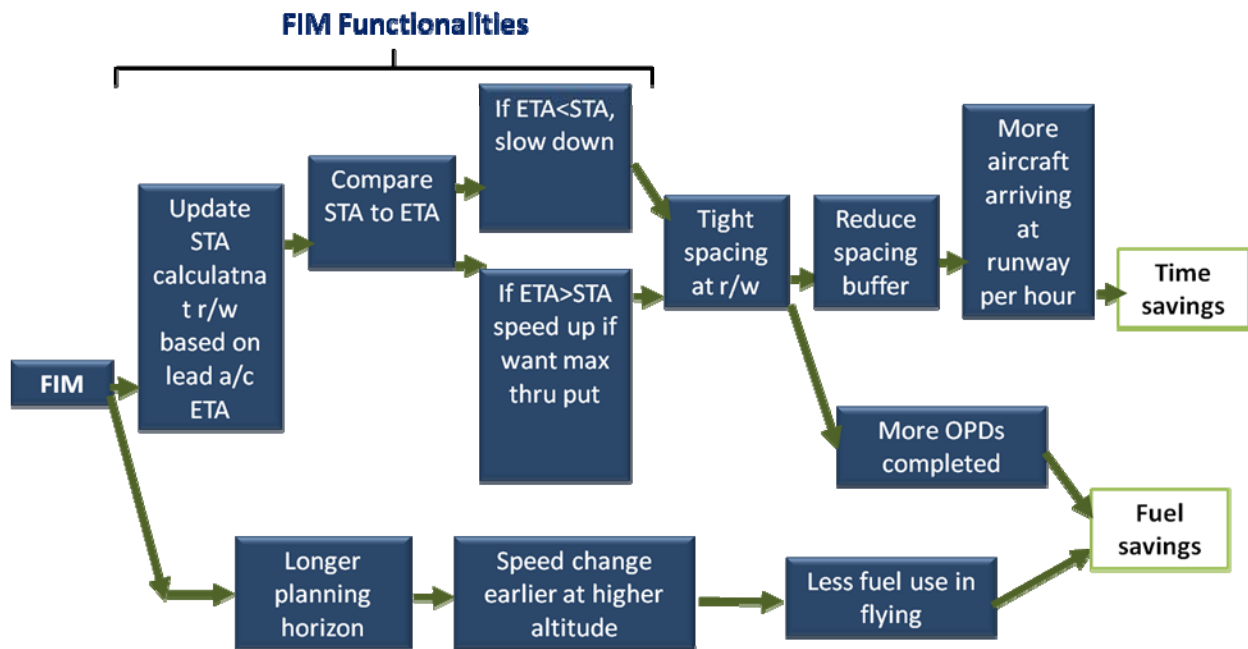 FIM Functionalities
If ETA<STA,
slow down
More
aircraft
arriving
at
runway
per hour
Update
STA
calculatna
t r/w
based on
lead a/c
ETA
Compare
STA to ETA
Tight
spacing
at r/w
Reduce
spacing
buffer
Time
savings
If ETA>STA
speed up if
want max
thru put
FIM
More OPDs
completed
Fuel
savings
Longer
planning
horizon
Speed change
earlier at higher
altitude
Less fuel use in
flying